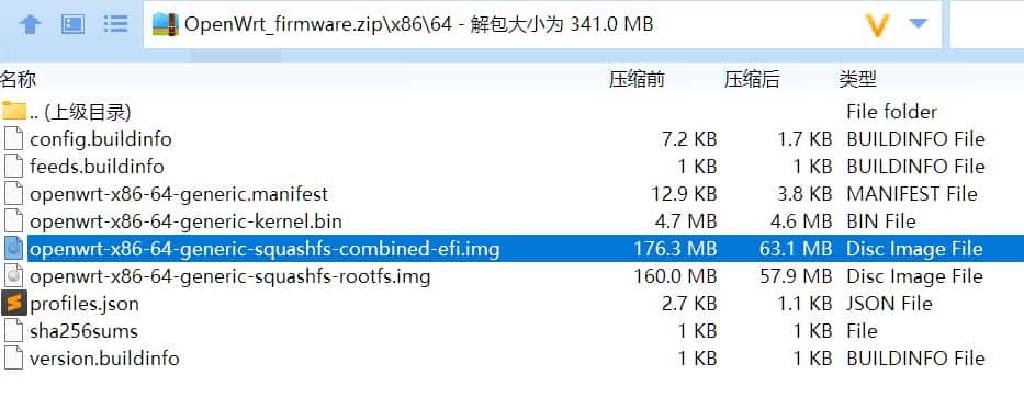 OpenWrt_firmware.zip\x86\64 - 解包大小为 341.0 MB
名称 压缩前 压缩后 类型
.. (上级目录) File folder
config.buildinfo 7.2 KB 1.7 KB BUILDINFO File
feeds.buildinfo 1 KB 1 KB BUILDINFO File
openwrt-x86-64-generic.manifest 12.9 KB 3.8 KB MANIFEST File
openwrt-x86-64-generic-kernel.bin 4.7 MB 4.6 MB BIN File
openwrt-x86-64-generic-squashfs-combined-efi.img 176.3 MB 63.1 MB Disc Image File
openwrt-x86-64-generic-squashfs-rootfs.img 160.0 MB 57.9 MB Disc Image File
profiles.json 2.7 KB 1.1 KB JSON File
sha256sums 1 KB 1 KB File
version.buildinfo 1 KB 1 KB BUILDINFO File